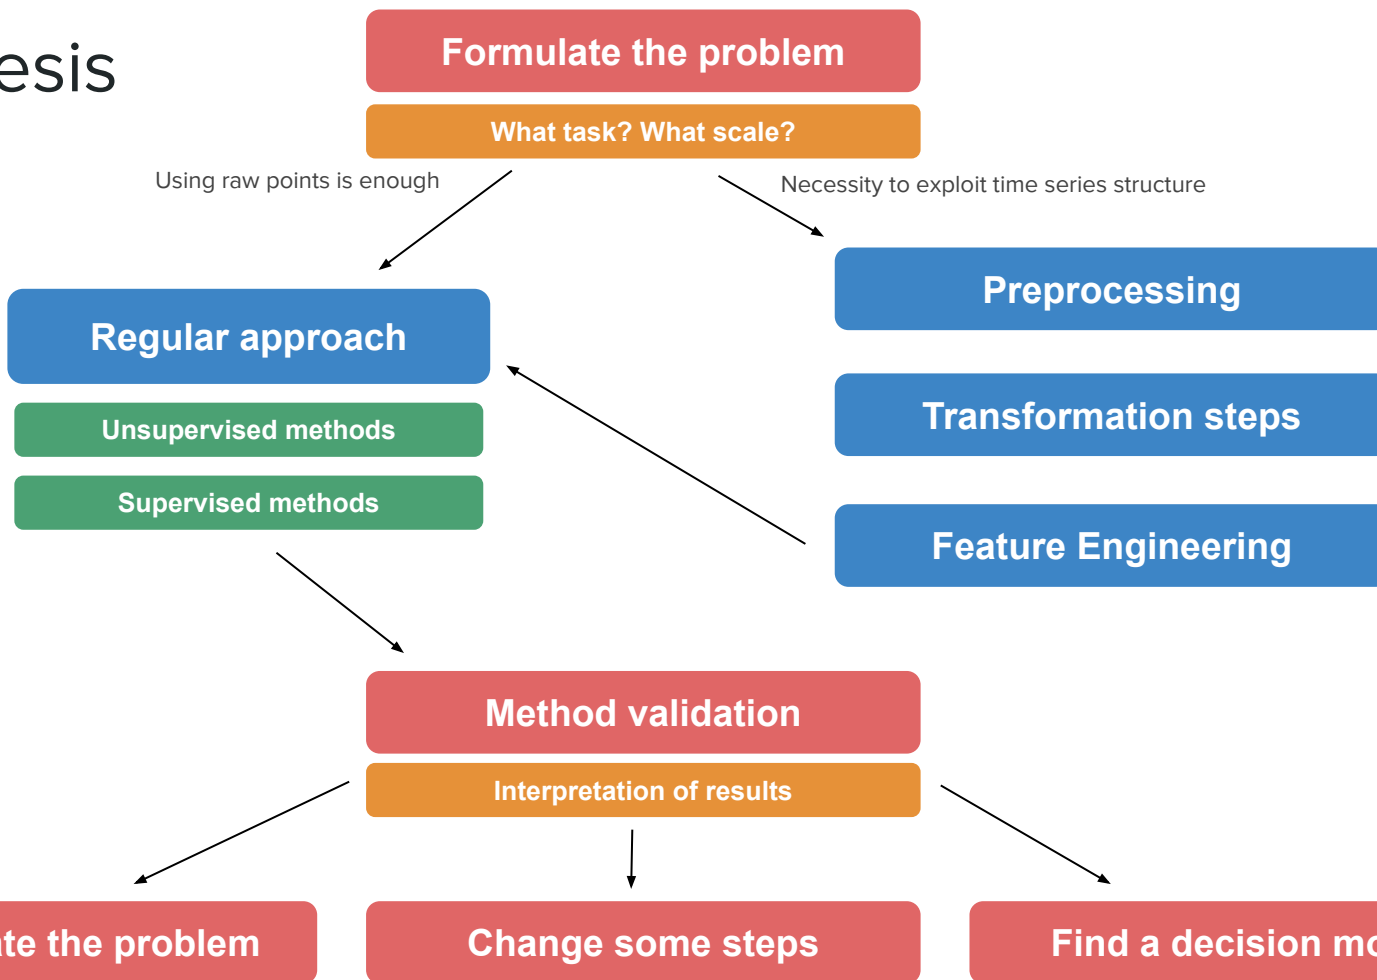 esis
Formulate the problem
What task? What scale?
Using raw points is enough
Necessity to exploit time series structure
Preprocessing
Regular approach
Transformation steps
Unsupervised methods
Supervised methods
Feature Engineering
Method validation
Interpretation of results
ate the problem
Change some steps
Find a decision mo